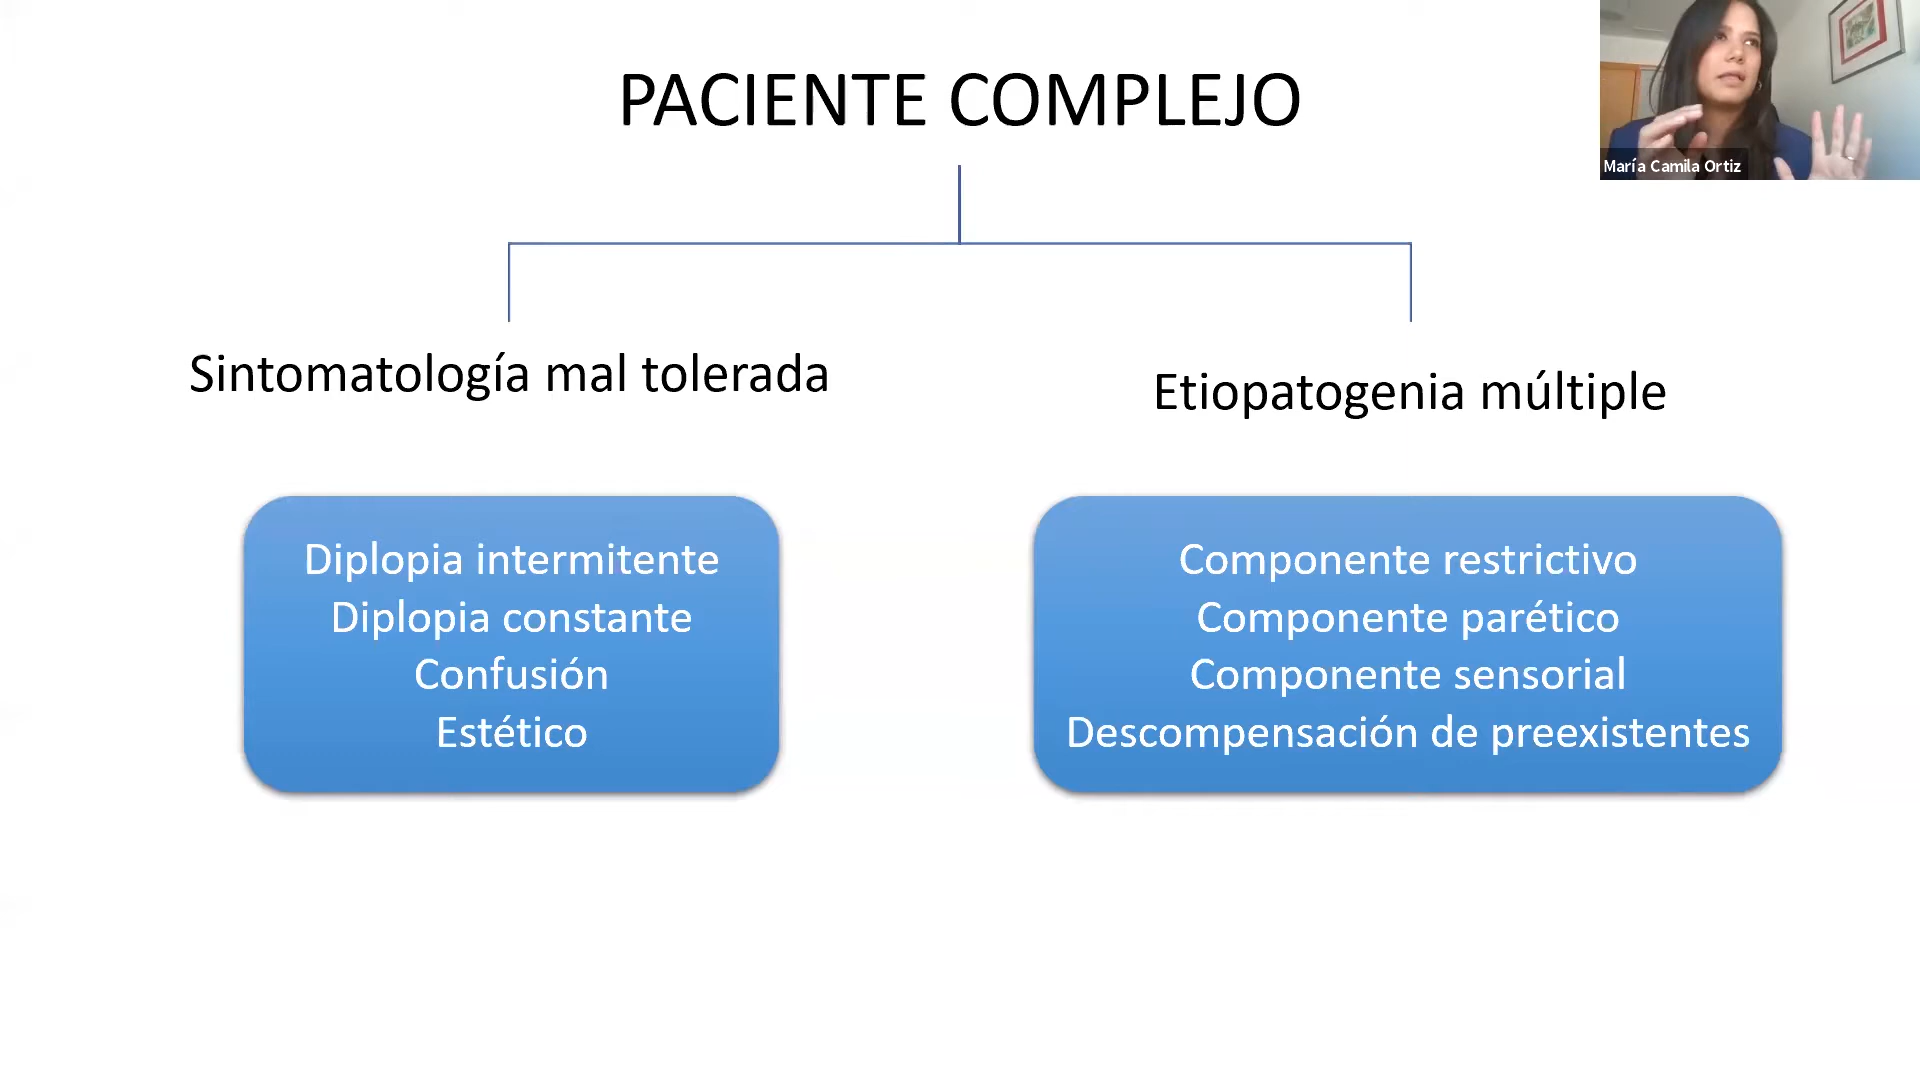 PACIENTE COMPLEJO
María Camila Ortiz
Sintomatología mal tolerada
Etiopatogenia múltiple
Diplopia intermitente
Diplopia constante
Confusión
Estético
Componente restrictivo
Componente parético
Componente sensorial
Descompensación de preexistentes